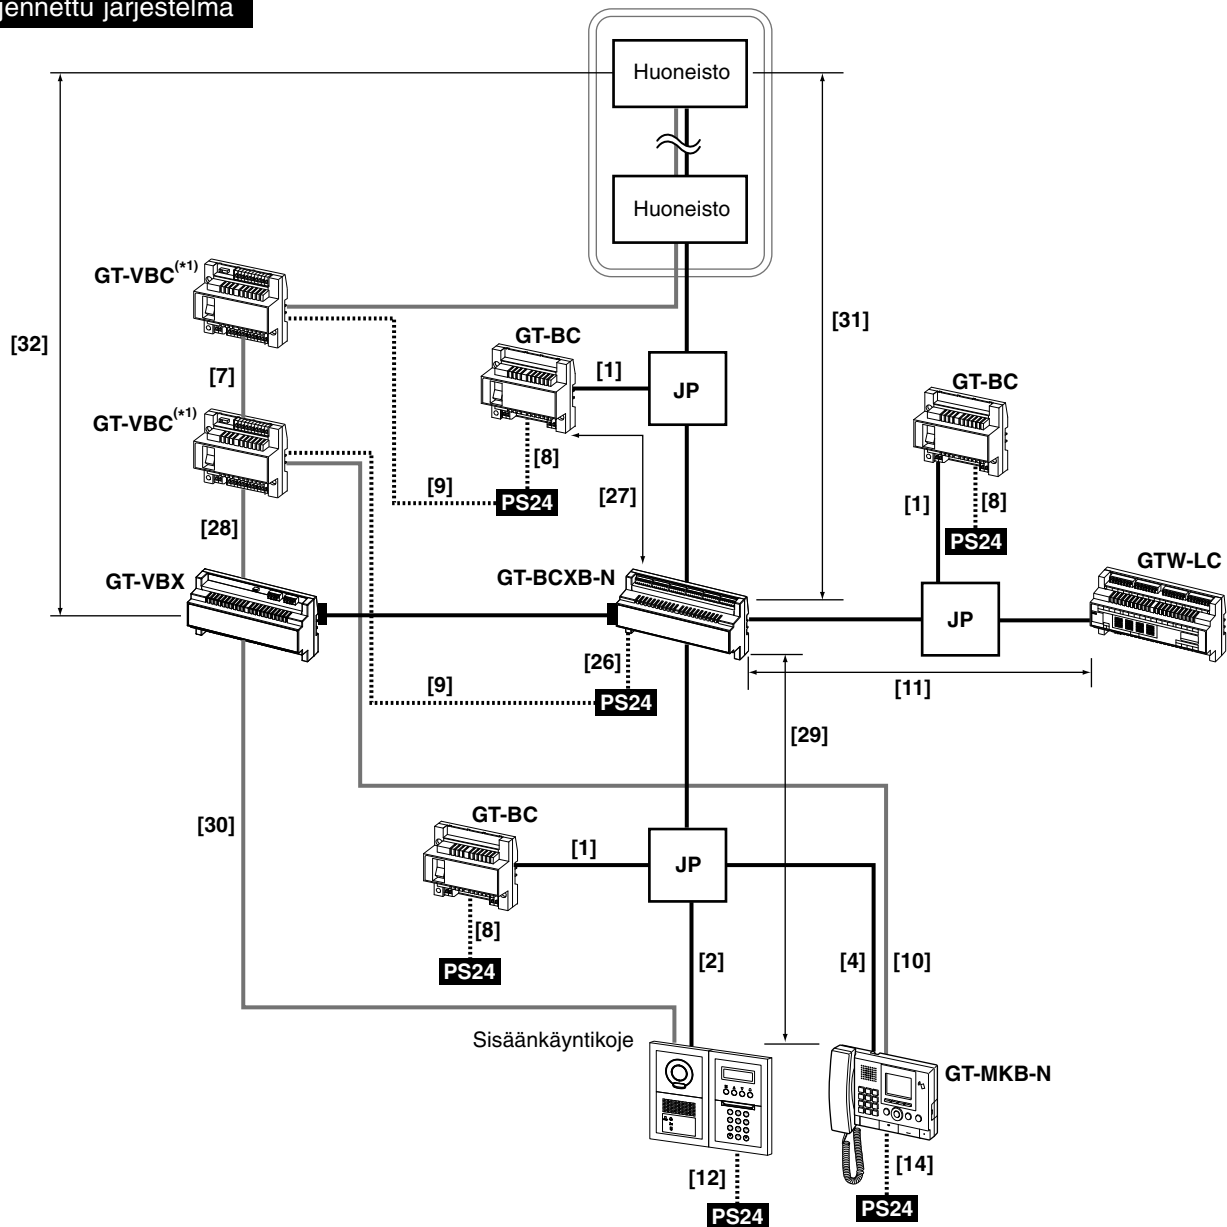 jennettu järjestelmä
Huoneisto
Huoneisto
GT-VBC(*1)
[32]
[31]
GT-BC
[7]
[1]
JP
GT-BC
GT-VBC(*1)
[8]
[9]
PS24
[27]
[1]
[8]
[28]
PS24
GT-VBX
GT-BCXB-N
GTW-LC
JP
[26]
[9]
PS24
[11]
[29]
GT-BC
[30]
[1]
JP
[8]
PS24
[2]
[4]
[10]
Sisäänkäyntikoje
GT-MKB-N
[12]
[14]
PS24
PS24